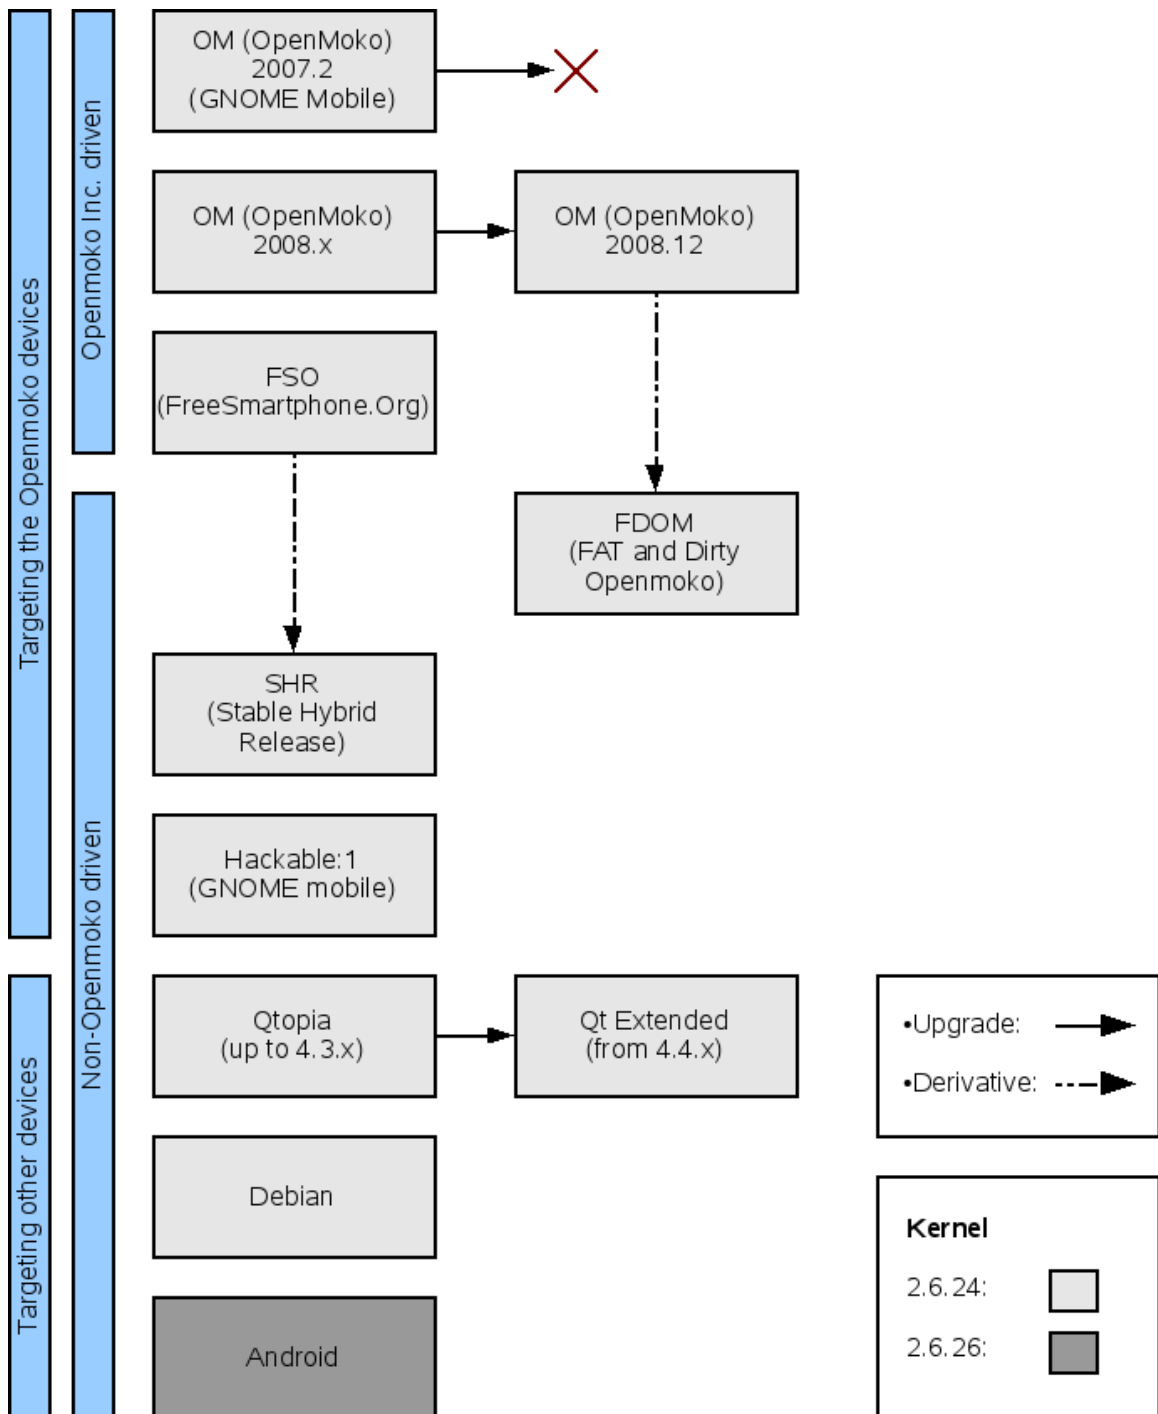 Targeting the Openmoko devices
Openmoko Inc. driven
OM (OpenMoko)
2007.2
(GNOME Mobile)
OM (OpenMoko)
2008.x
OM (OpenMoko)
2008.12
FSO
(FreeSmartphone.Org)
Non-Openmoko driven
FDOM
(FAT and Dirty
Openmoko)
SHR
(Stable Hybrid
Release)
Hackable:1
(GNOME mobile)
Targeting other devices
Qtopia
(up to 4.3.x)
Qt Extended
(from 4.4.x)
•Upgrade:
•Derivative:
Debian
Kernel
2.6.24:
2.6.26:
Android